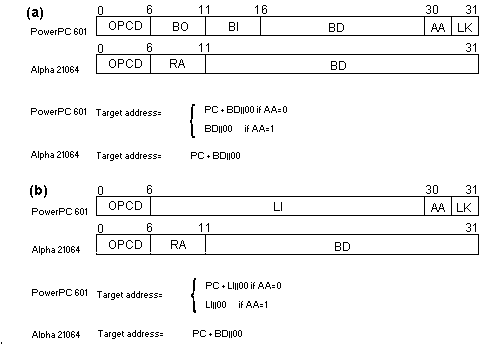 (a)
0 6 11 16 30 31
PowerPC 601 OPCD BO BI BD AA LK
0 6 11 31
Alpha 21064 OPCD RA BD
PowerPC 601 Target address= { PC + BD||00 if AA=0
BD||00 if AA=1
Alpha 21064 Target address= PC + BD||00
(b)
0 6 30 31
PowerPC 601 OPCD LI AA LK
0 6 11 31
Alpha 21064 OPCD RA BD
PowerPC 601 Target address= { PC + LI||00 if AA=0
LI||00 if AA=1
Alpha 21064 Target address= PC + BD||00